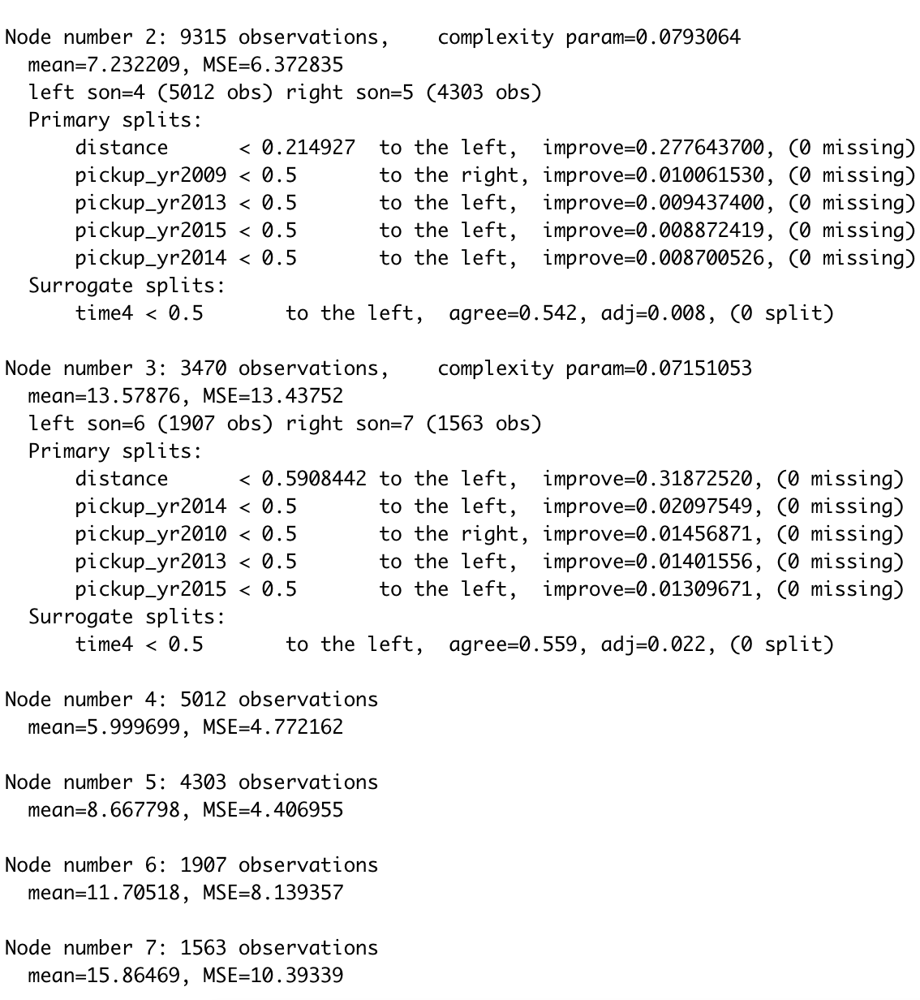 Node number 2: 9315 observations,    complexity param=0.0793064
  mean=7.232209, MSE=6.372835
  left son=4 (5012 obs) right son=5 (4303 obs)
  Primary splits:
      distance      < 0.214927  to the left,  improve=0.277643700, (0 missing)
      pickup_yr2009 < 0.5       to the right, improve=0.010061530, (0 missing)
      pickup_yr2013 < 0.5       to the left,  improve=0.009437400, (0 missing)
      pickup_yr2015 < 0.5       to the left,  improve=0.008872419, (0 missing)
      pickup_yr2014 < 0.5       to the left,  improve=0.008700526, (0 missing)
  Surrogate splits:
      time4 < 0.5       to the left,  agree=0.542, adj=0.008, (0 split)

Node number 3: 3470 observations,    complexity param=0.07151053
  mean=13.57876, MSE=13.43752
  left son=6 (1907 obs) right son=7 (1563 obs)
  Primary splits:
      distance      < 0.5908442 to the left,  improve=0.31872520, (0 missing)
      pickup_yr2014 < 0.5       to the left,  improve=0.02097549, (0 missing)
      pickup_yr2010 < 0.5       to the right, improve=0.01456871, (0 missing)
      pickup_yr2013 < 0.5       to the left,  improve=0.01401556, (0 missing)
      pickup_yr2015 < 0.5       to the left,  improve=0.01309671, (0 missing)
  Surrogate splits:
      time4 < 0.5       to the left,  agree=0.559, adj=0.022, (0 split)

Node number 4: 5012 observations
  mean=5.999699, MSE=4.772162

Node number 5: 4303 observations
  mean=8.667798, MSE=4.406955

Node number 6: 1907 observations
  mean=11.70518, MSE=8.139357

Node number 7: 1563 observations
  mean=15.86469, MSE=10.39339